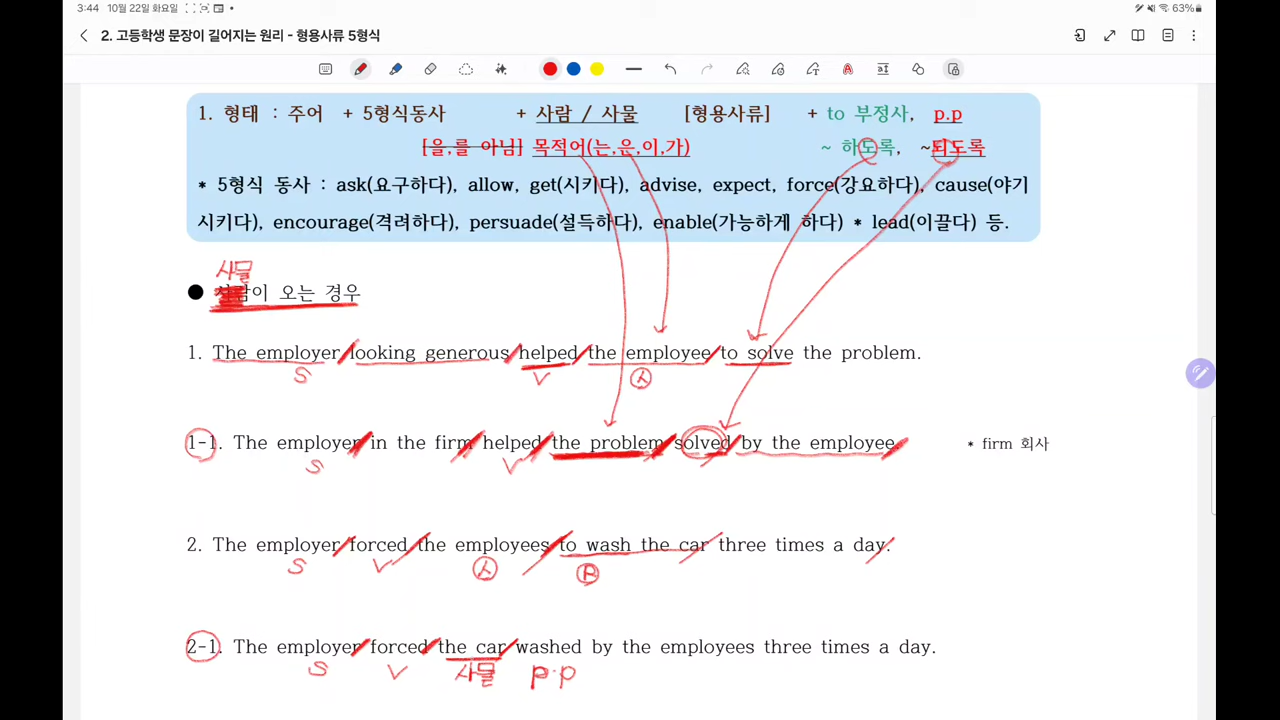 3:44 10월 22일 화요일 63%
2. 고등학생 문장이 길어지는 원리 - 형용사류 5형식
1. 형태 : 주어 + 5형식동사 + 사람 / 사물 [형용사류] + to 부정사, p.p
[을,를 아님] 목적어(는,은,이,가) ~ 하도록, ~되도록
* 5형식 동사 : ask(요구하다), allow, get(시키다), advise, expect, force(강요하다), cause(야기
시키다), encourage(격려하다), persuade(설득하다), enable(가능하게 하다) * lead(이끌다) 등.
사물
● 사람이 오는 경우
1. The employer looking generous helped the employee to solve the problem.
S V 사
1-1. The employer in the firm helped the problem solved by the employee. * firm 회사
S V
2. The employer forced the employees to wash the car three times a day.
S V 사
2-1. The employer forced the car washed by the employees three times a day.
S V 사물 p.p